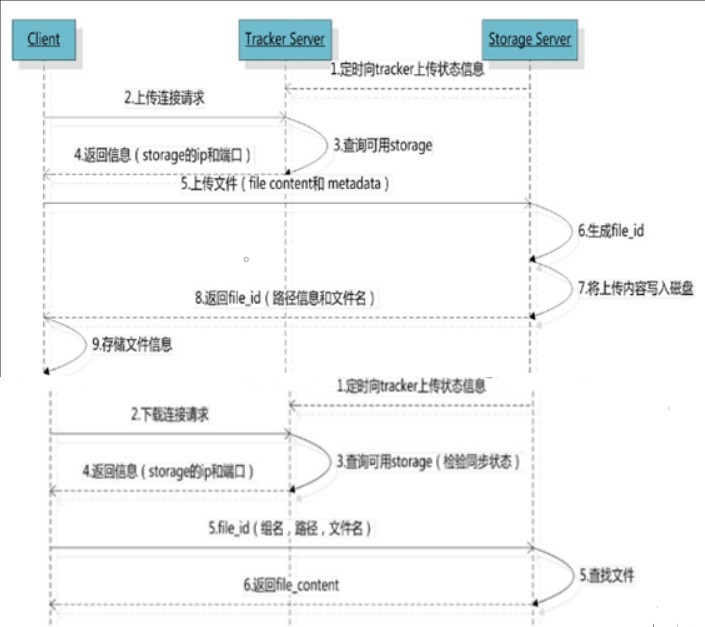 Client
Tracker Server
Storage Server
1.定时向tracker上传状态信息
2.上传连接请求
3.查询可用storage
4.返回信息（storage的ip和端口）
5.上传文件（file content和 metadata）
6.生成file_id
7.将上传内容写入磁盘
8.返回file_id（路径信息和文件名）
9.存储文件信息
1.定时向tracker上传状态信息
2.下载连接请求
3.查询可用storage（检验同步状态）
4.返回信息（storage的ip和端口）
5.file_id（组名，路径，文件名）
5.查找文件
6.返回file_content